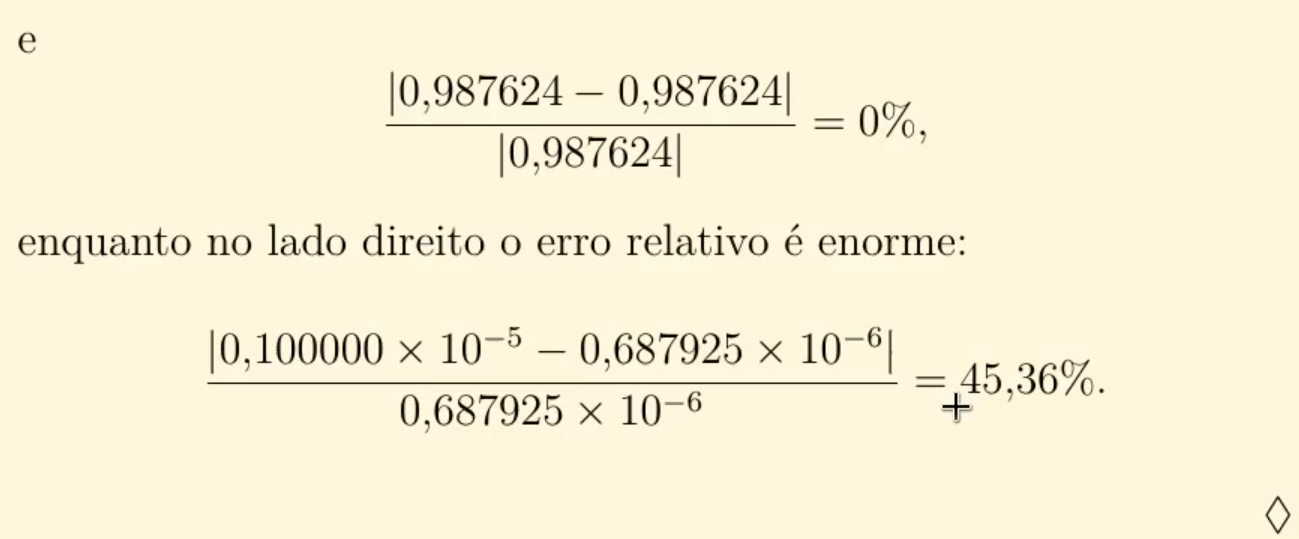 e
|0,987624 − 0,987624|
|0,987624|
= 0%,
enquanto no lado direito o erro relativo é enorme:
|0,100000 × 10⁻⁵ − 0,687925 × 10⁻⁶|
0,687925 × 10⁻⁶
= 45,36%.
◊